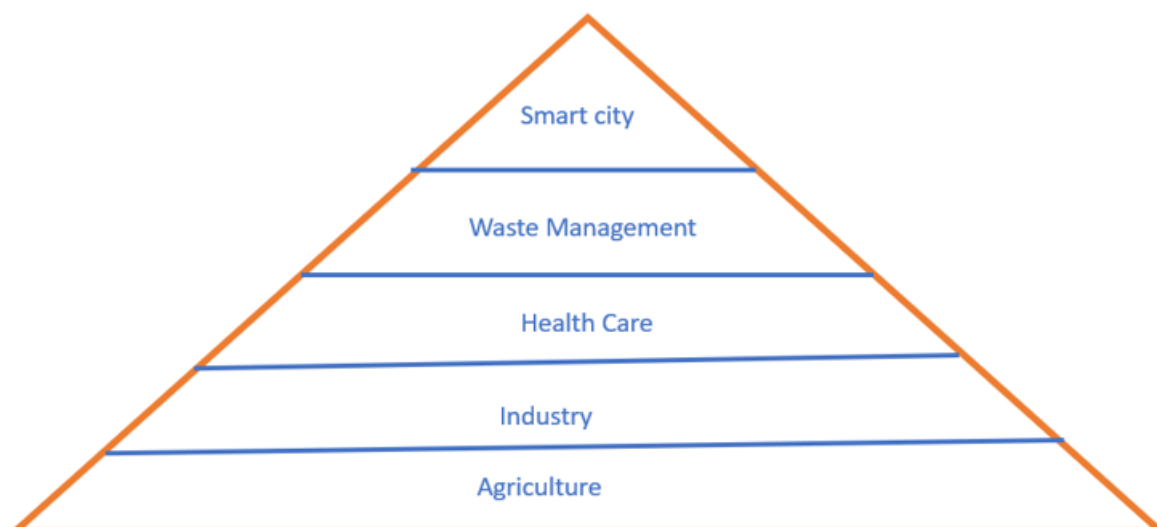 Smart city
Waste Management
Health Care
Industry
Agriculture